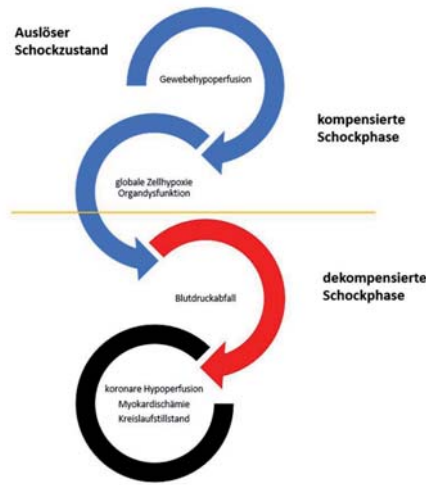 Auslöser
Schockzustand
Gewebehypoperfusion
kompensierte
Schockphase
globale Zellhypoxie
Organdysfunktion
dekompensierte
Schockphase
Blutdruckabfall
koronare Hypoperfusion
Myokardischämie
Kreislaufstillstand